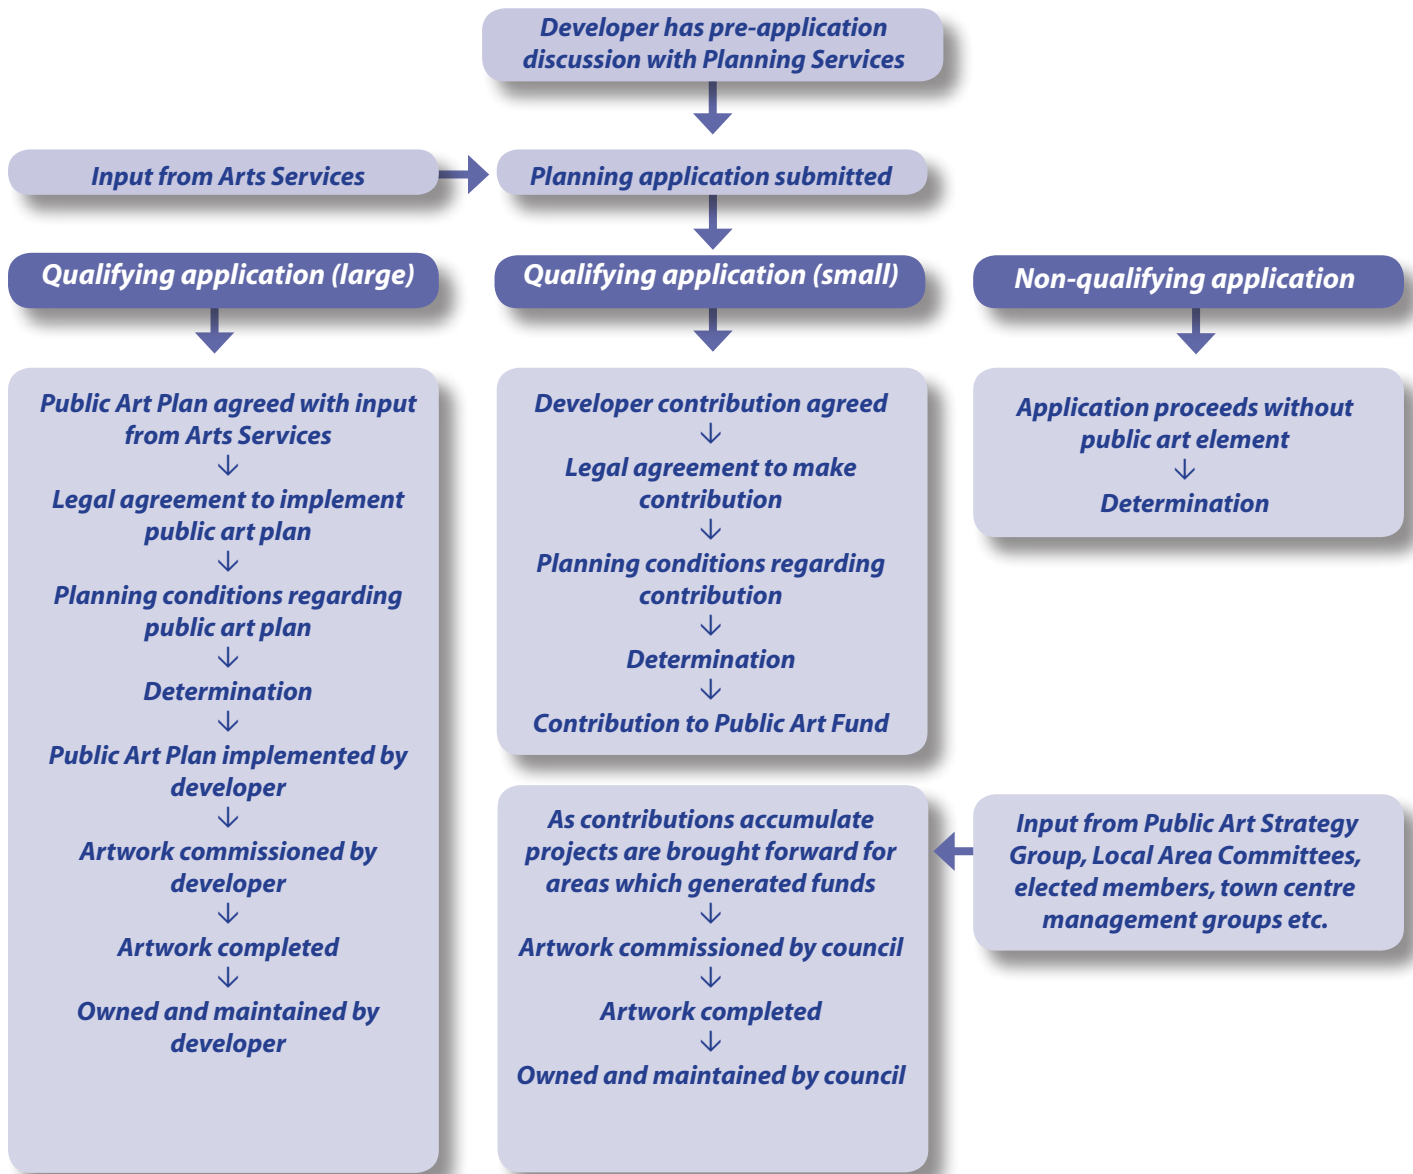 Developer has pre-application
discussion with Planning Services
Input from Arts Services
Planning application submitted
Qualifying application (large)
Qualifying application (small)
Non-qualifying application
Public Art Plan agreed with input
from Arts Services
Legal agreement to implement
public art plan
Planning conditions regarding
public art plan
Determination
Public Art Plan implemented by
developer
Artwork commissioned by
developer
Artwork completed
Owned and maintained by
developer
Developer contribution agreed
Legal agreement to make
contribution
Planning conditions regarding
contribution
Determination
Contribution to Public Art Fund
As contributions accumulate
projects are brought forward for
areas which generated funds
Artwork commissioned by council
Artwork completed
Owned and maintained by council
Application proceeds without
public art element
Determination
Input from Public Art Strategy
Group, Local Area Committees,
elected members, town centre
management groups etc.